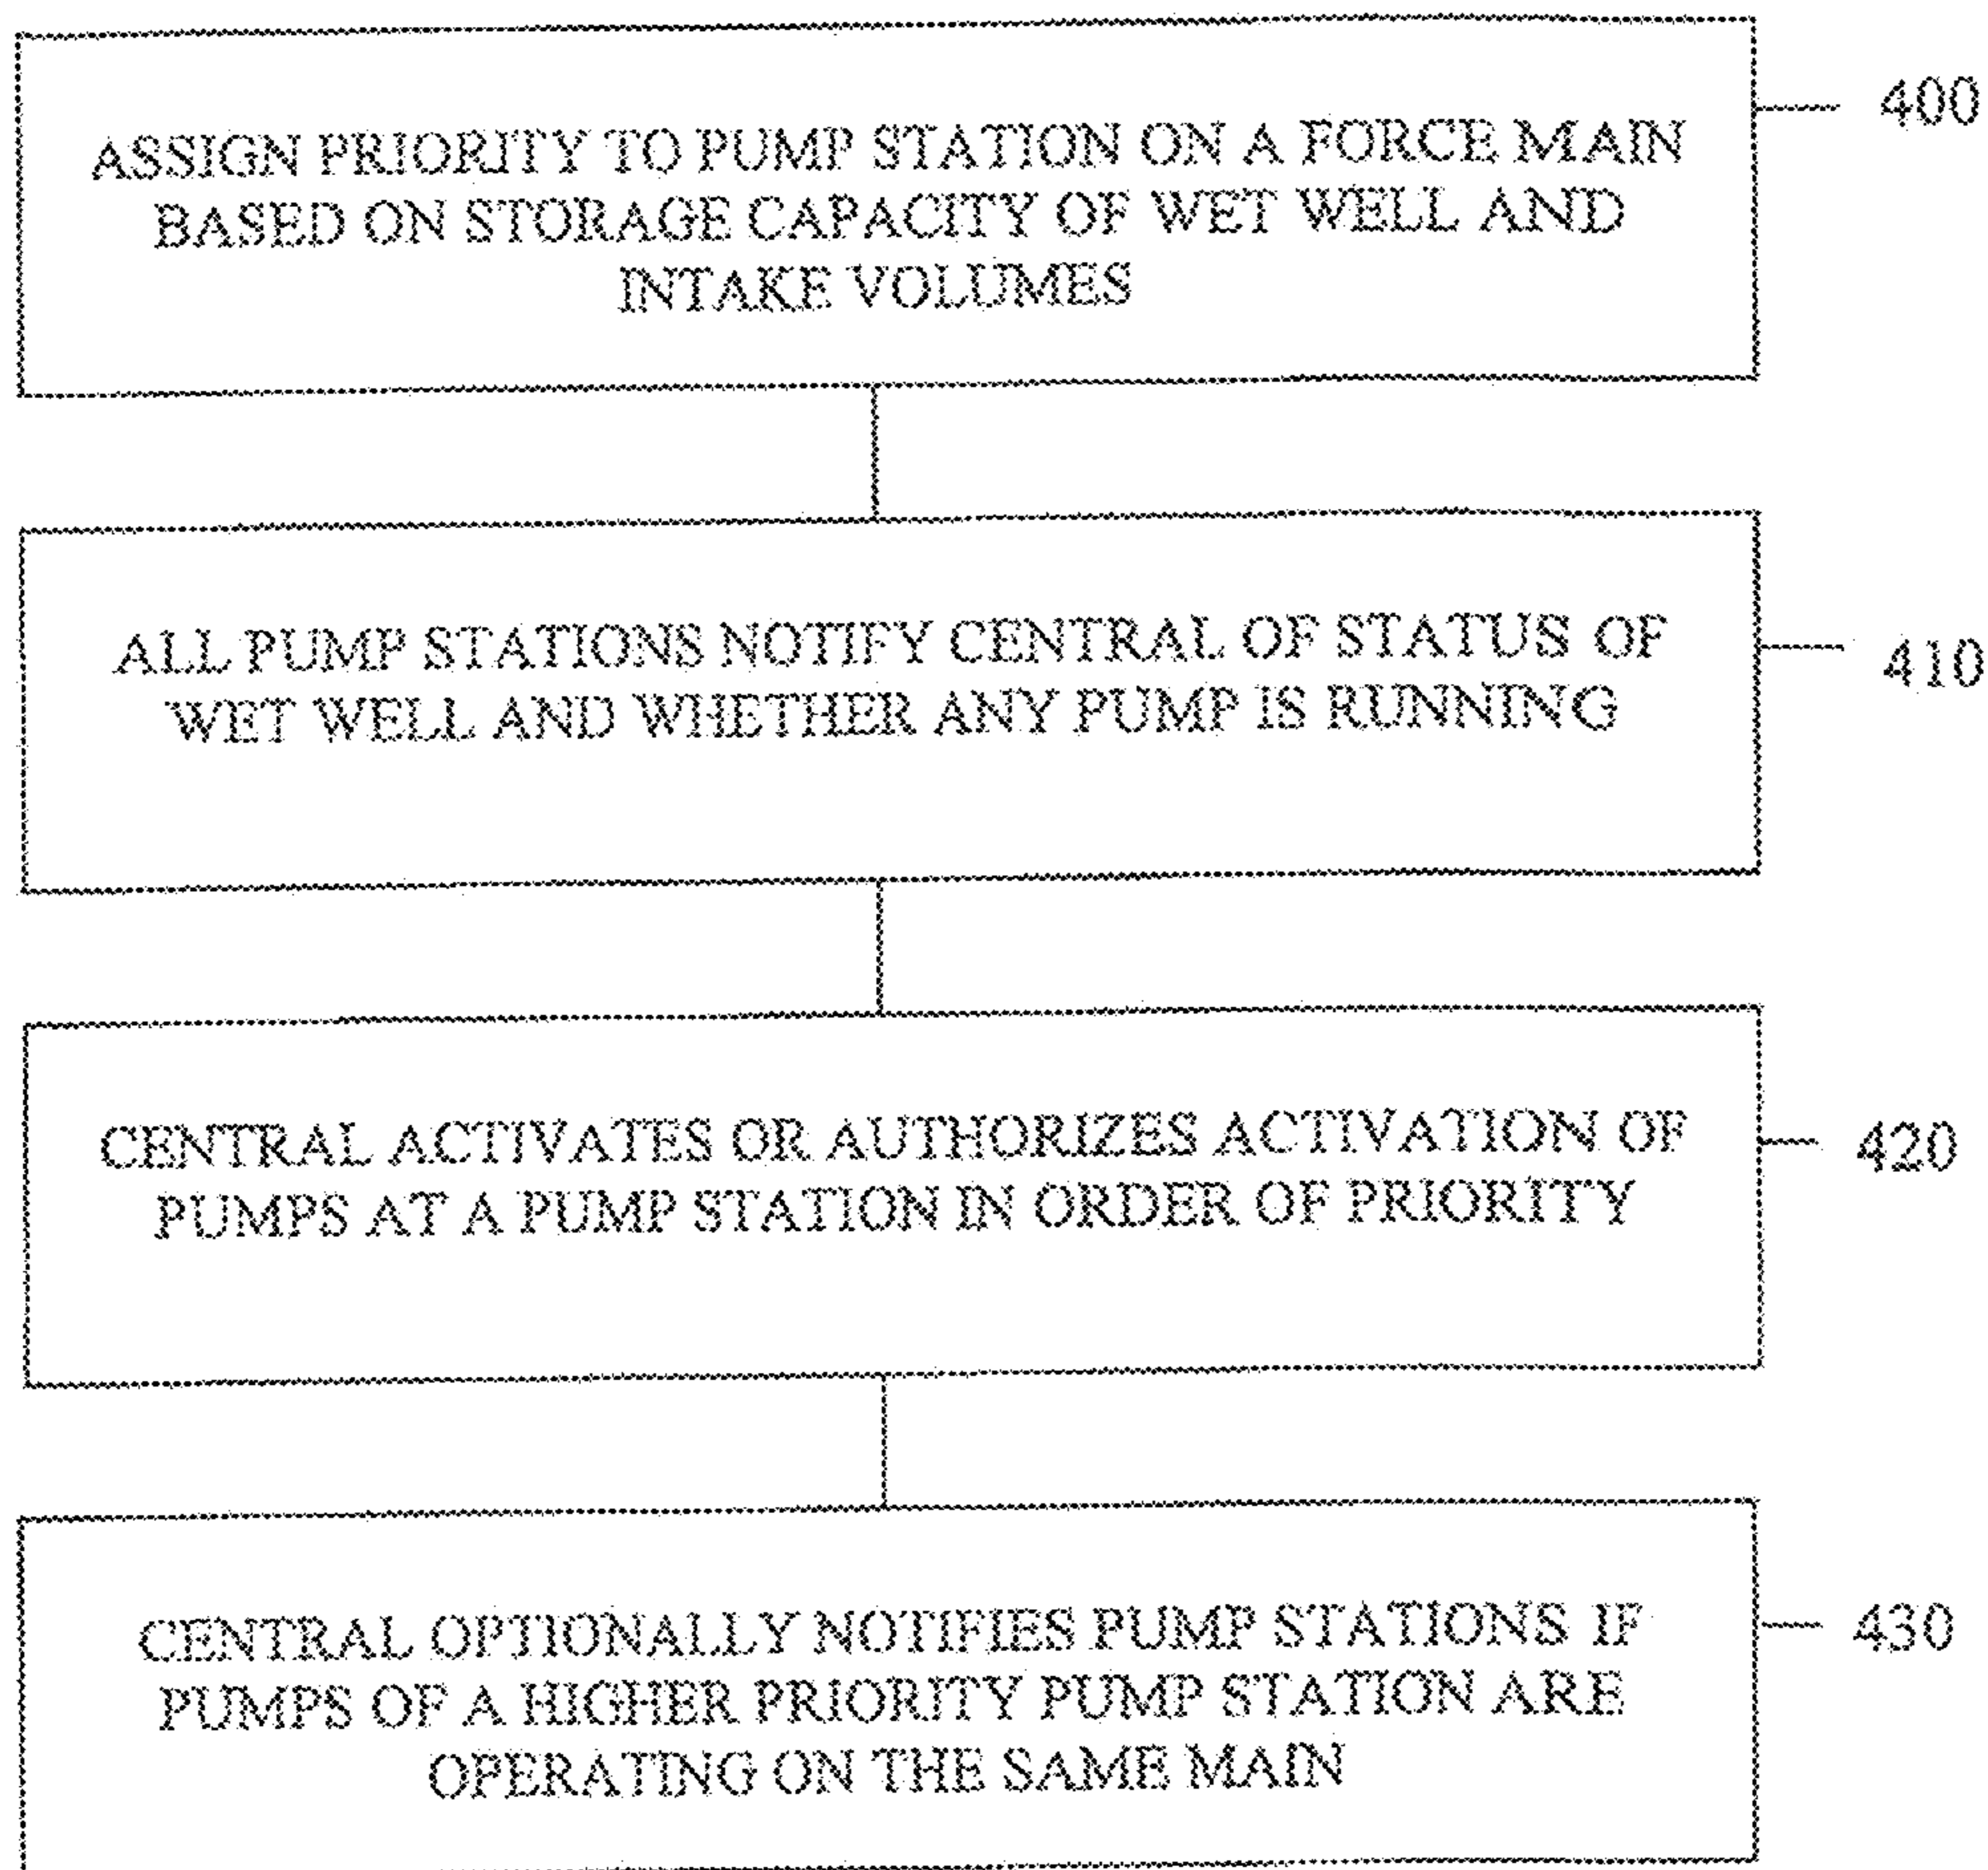 ASSIGN PRIORITY TO PUMP STATION ON A FORCE MAIN
BASED ON STORAGE CAPACITY OF WET WELL AND
INTAKE VOLUMES
400
ALL PUMP STATIONS NOTIFY CENTRAL OF STATUS OF
WET WELL AND WHETHER ANY PUMP IS RUNNING
410
CENTRAL ACTIVATES OR AUTHORIZES ACTIVATION OF
PUMPS AT A PUMP STATION IN ORDER OF PRIORITY
420
CENTRAL OPTIONALLY NOTIFIES PUMP STATIONS IF
PUMPS OF A HIGHER PRIORITY PUMP STATION ARE
OPERATING ON THE SAME MAIN
430